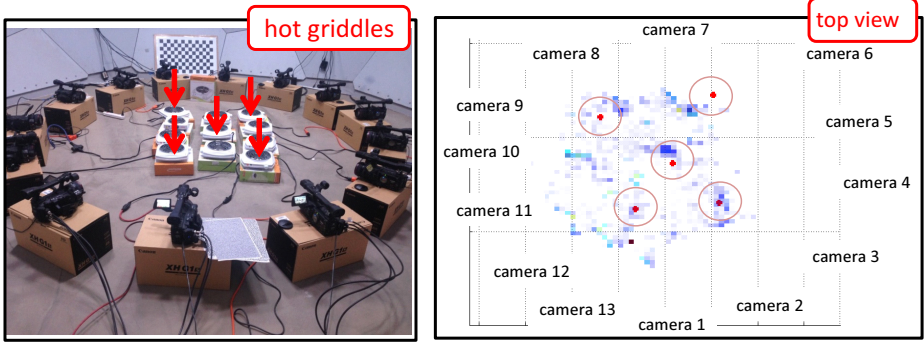 hot griddles
top view
camera 7
camera 8
camera 6
camera 9
camera 5
camera 10
camera 4
camera 11
camera 3
camera 12
camera 2
camera 13
camera 1